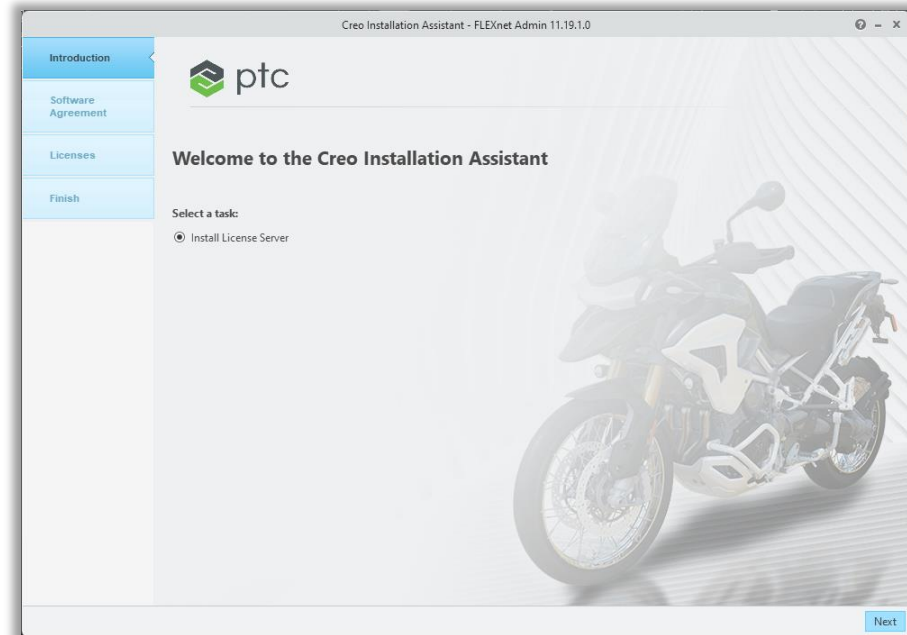 Creo Installation Assistant - FLEXnet Admin 11.19.1.0
Introduction
Software
Agreement
Licenses
Finish
ptc
Welcome to the Creo Installation Assistant
Select a task:
Install License Server
Next